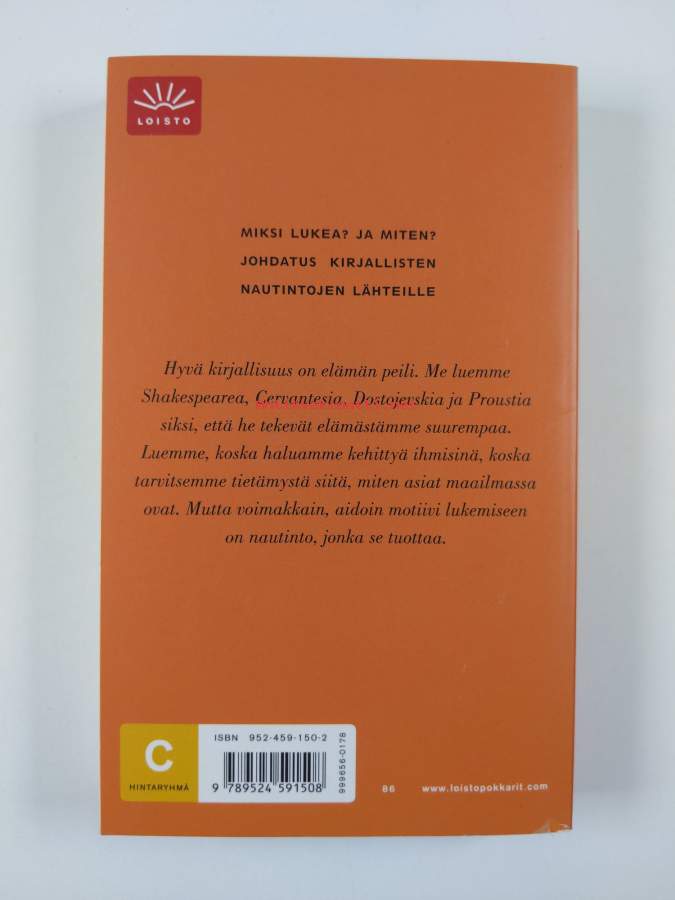 LOISTO
MIKSI LUKEA? JA MITEN?
JOHDATUS KIRJALLISTEN
NAUTINTOJEN LÄHTEILLE
Hyvä kirjallisuus on elämän peili. Me luemme
Shakespearea, Cervantesia, Dostojevskia ja Proustia
siksi, että he tekevät elämästämme suurempaa.
Luemme, koska haluamme kehittyä ihmisinä, koska
tarvitsemme tietämystä siitä, miten asiat maailmassa
ovat. Mutta voimakkain, aidoin motiivi lukemiseen
on nautinto, jonka se tuottaa.
C
HINTARYHMÄ
ISBN 952-459-150-2
9 789524 591508
999656-0178
86 www.loistopokkarit.com